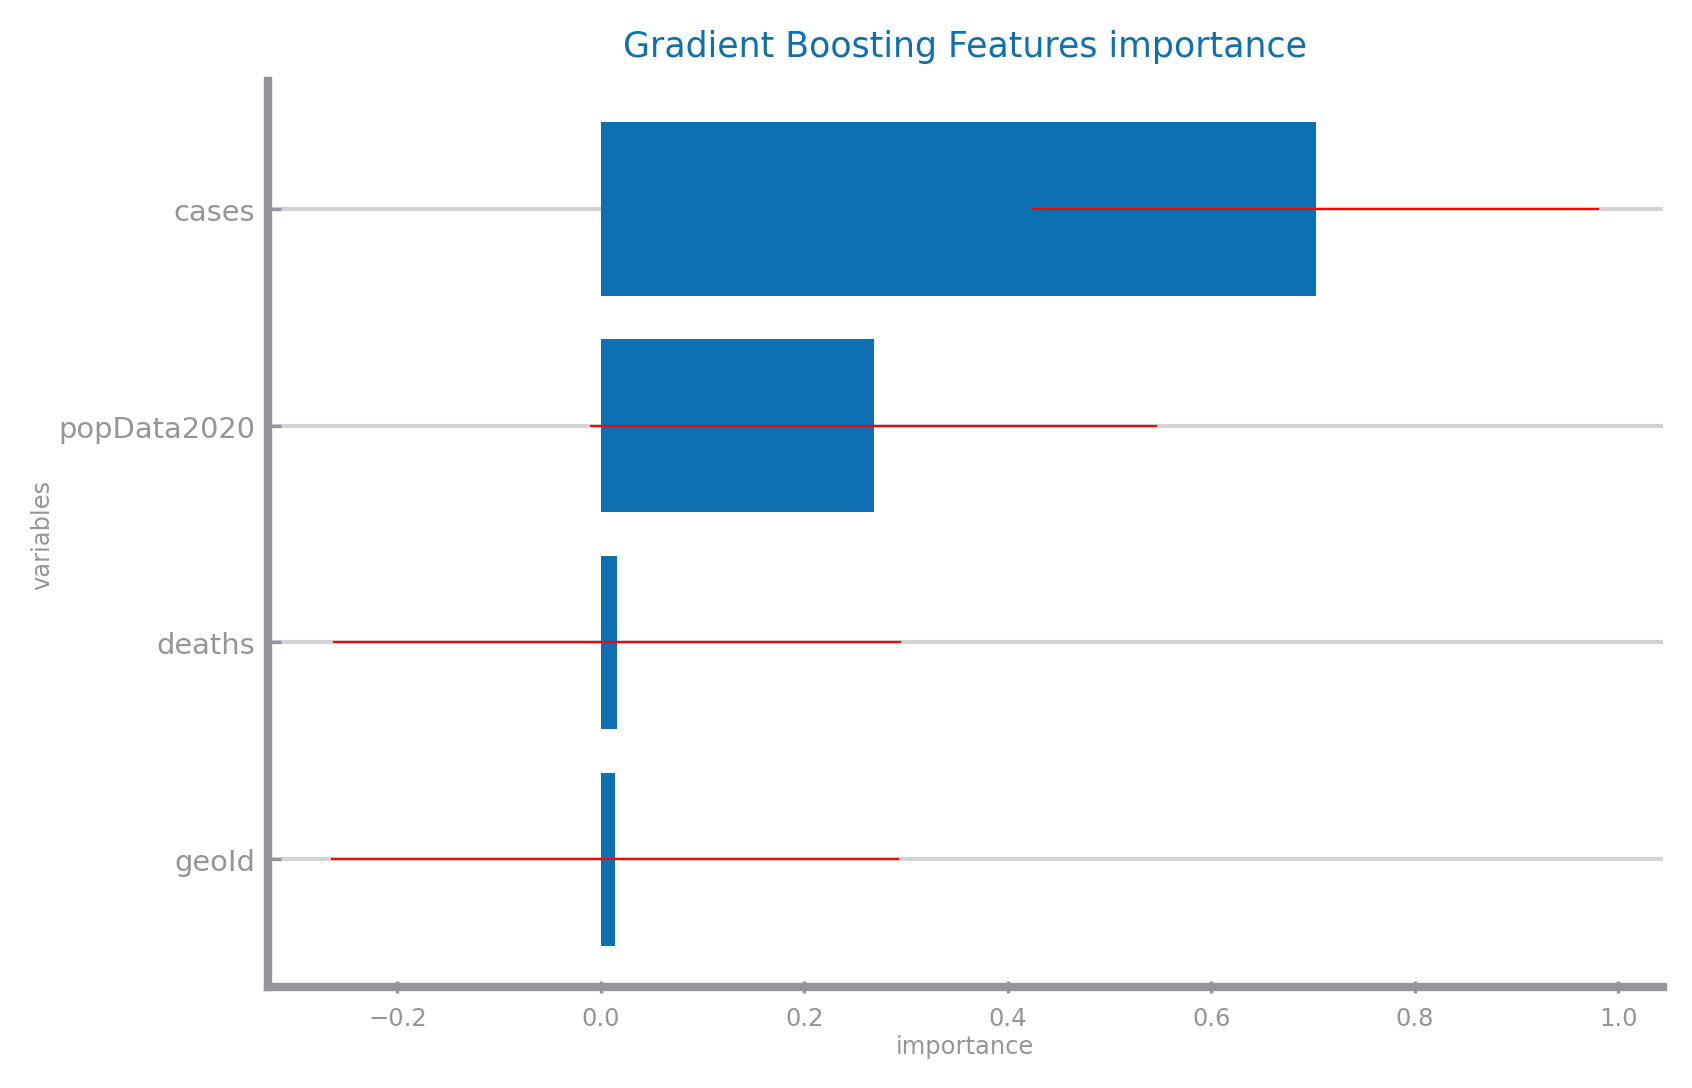 Gradient Boosting Features importance
cases
popData2020
deaths
geoId
variables
−0.2 0.0 0.2 0.4 0.6 0.8 1.0
importance